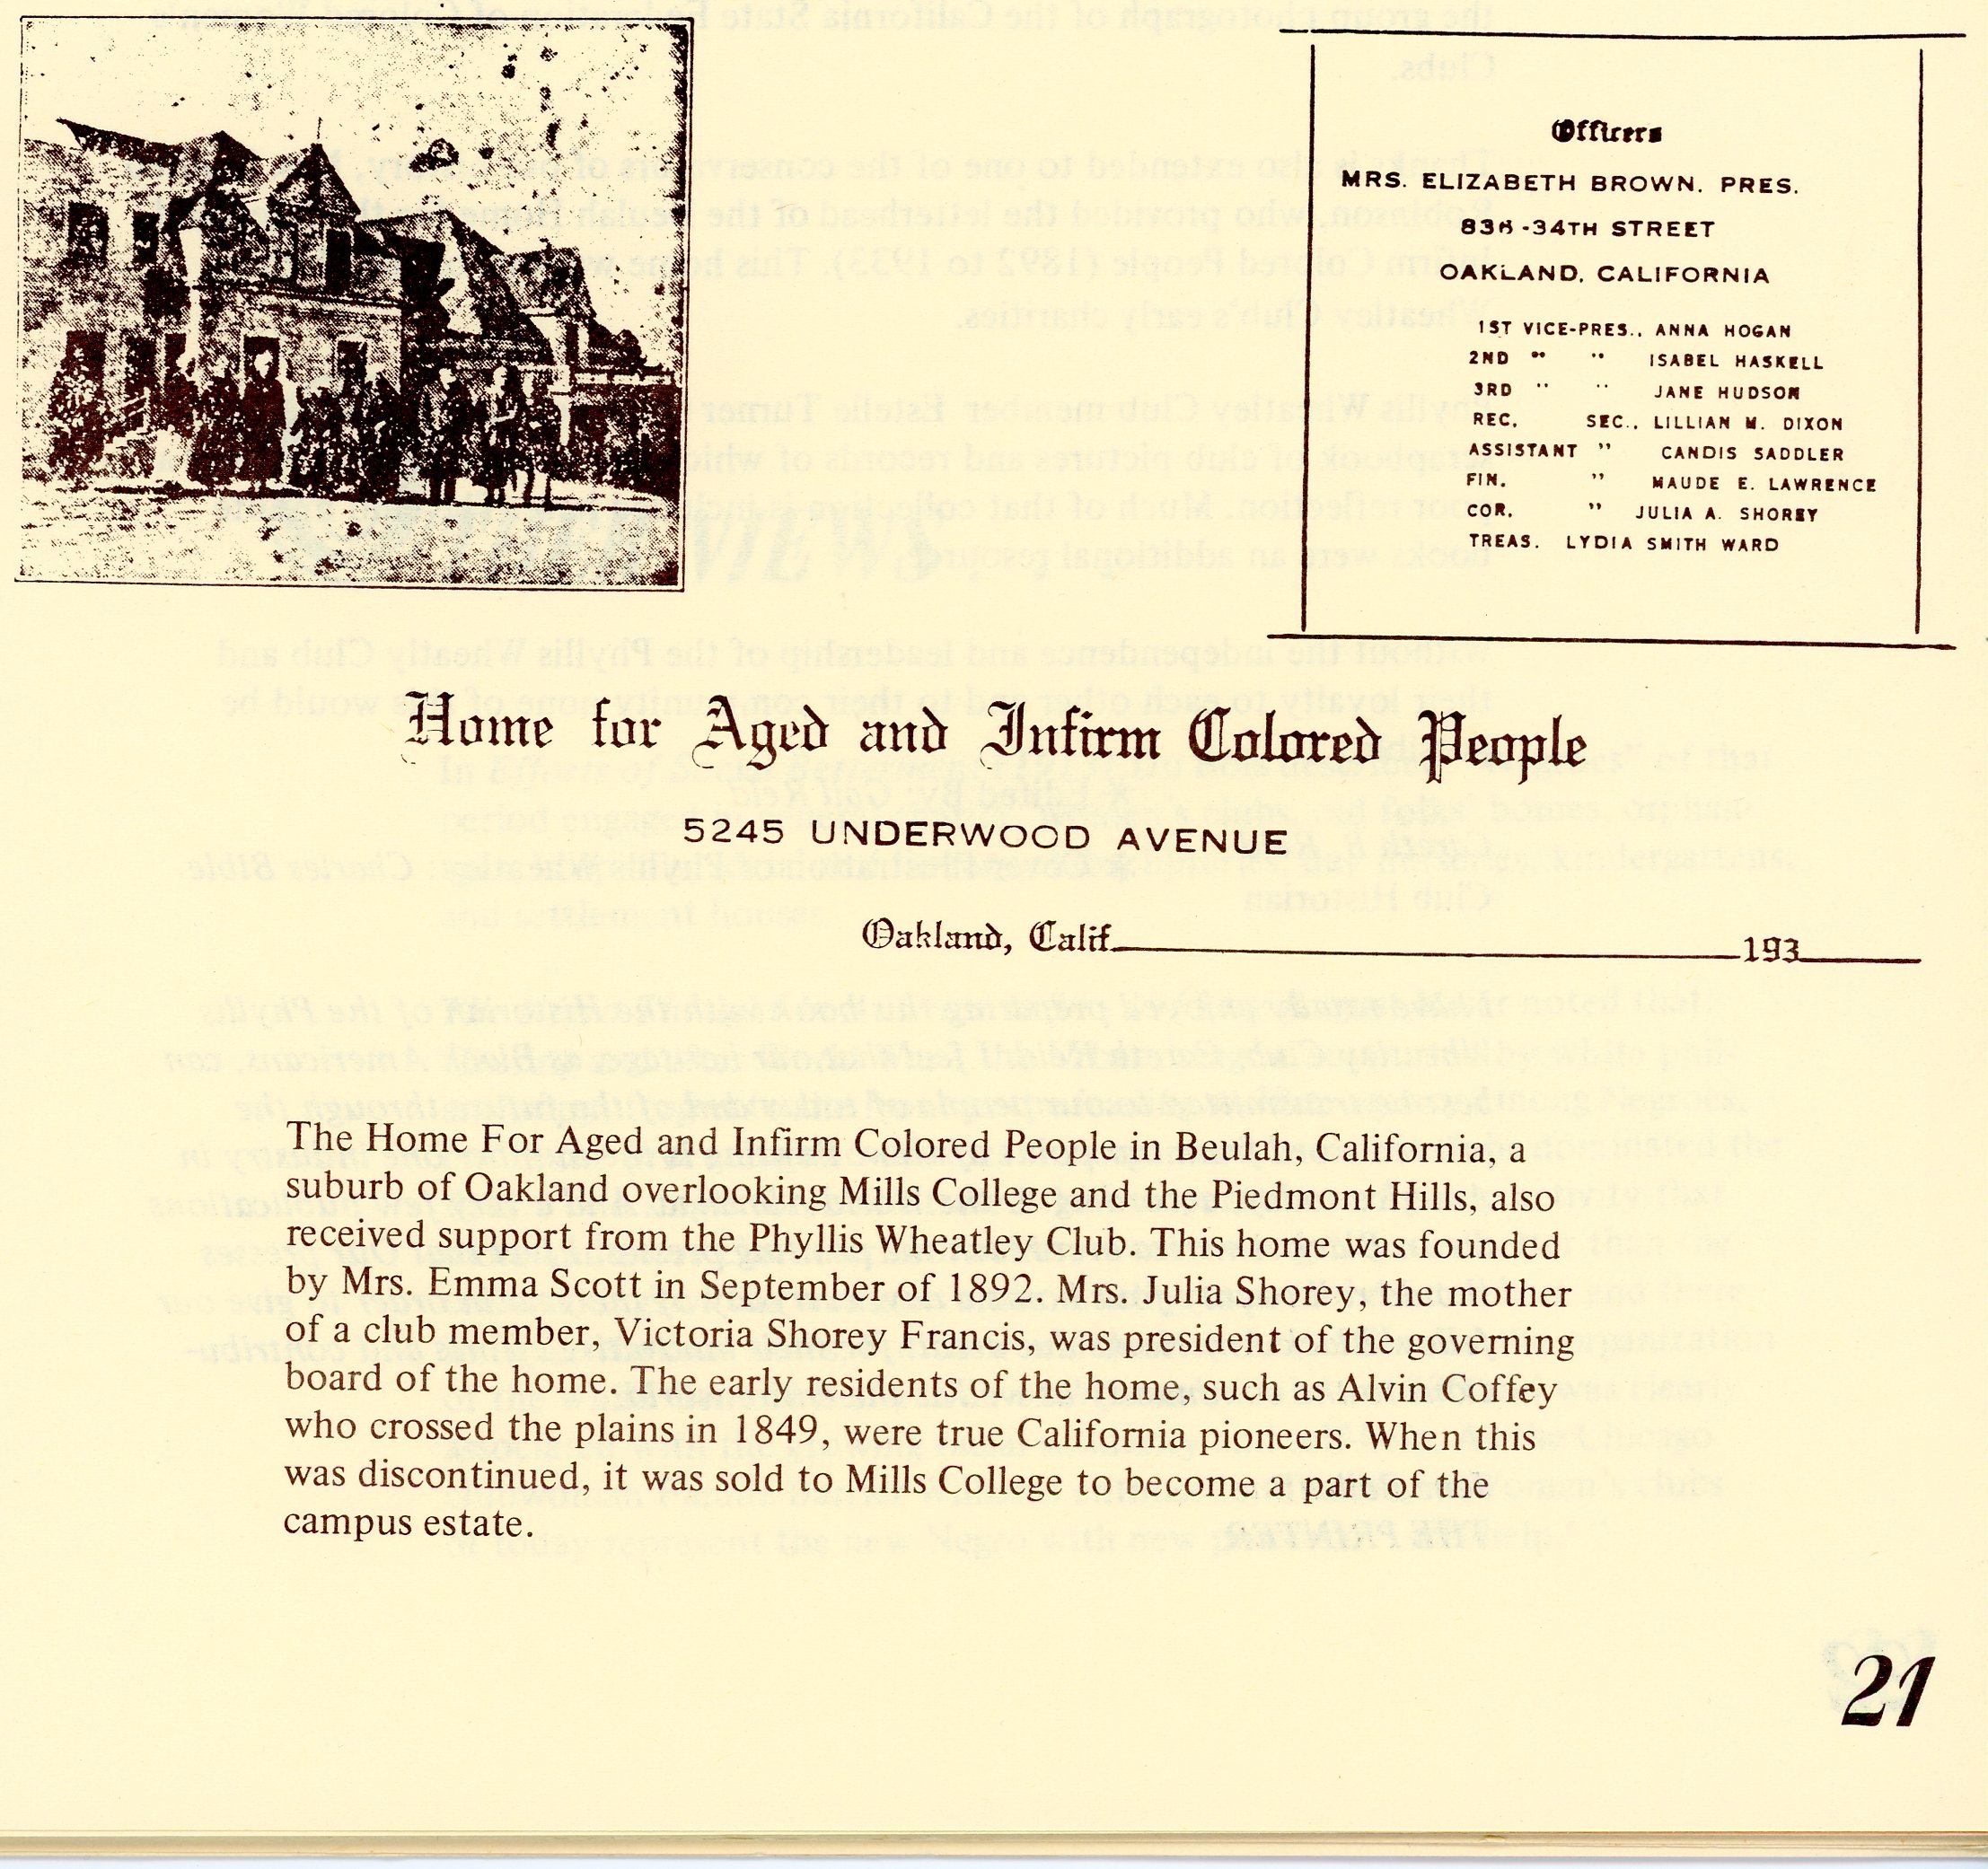 Officers
MRS. ELIZABETH BROWN. PRES.
836 -34TH STREET
OAKLAND, CALIFORNIA
1ST VICE-PRES., ANNA HOGAN
2ND " " ISABEL HASKELL
3RD " " JANE HUDSON
REC. SEC., LILLIAN M. DIXON
ASSISTANT " CANDIS SADDLER
FIN. " MAUDE E. LAWRENCE
COR. " JULIA A. SHOREY
TREAS. LYDIA SMITH WARD
Home for Aged and Infirm Colored People
5245 UNDERWOOD AVENUE
Oakland, Calif. 193
The Home For Aged and Infirm Colored People in Beulah, California, a
suburb of Oakland overlooking Mills College and the Piedmont Hills, also
received support from the Phyllis Wheatley Club. This home was founded
by Mrs. Emma Scott in September of 1892. Mrs. Julia Shorey, the mother
of a club member, Victoria Shorey Francis, was president of the governing
board of the home. The early residents of the home, such as Alvin Coffey
who crossed the plains in 1849, were true California pioneers. When this
was discontinued, it was sold to Mills College to become a part of the
campus estate.
21